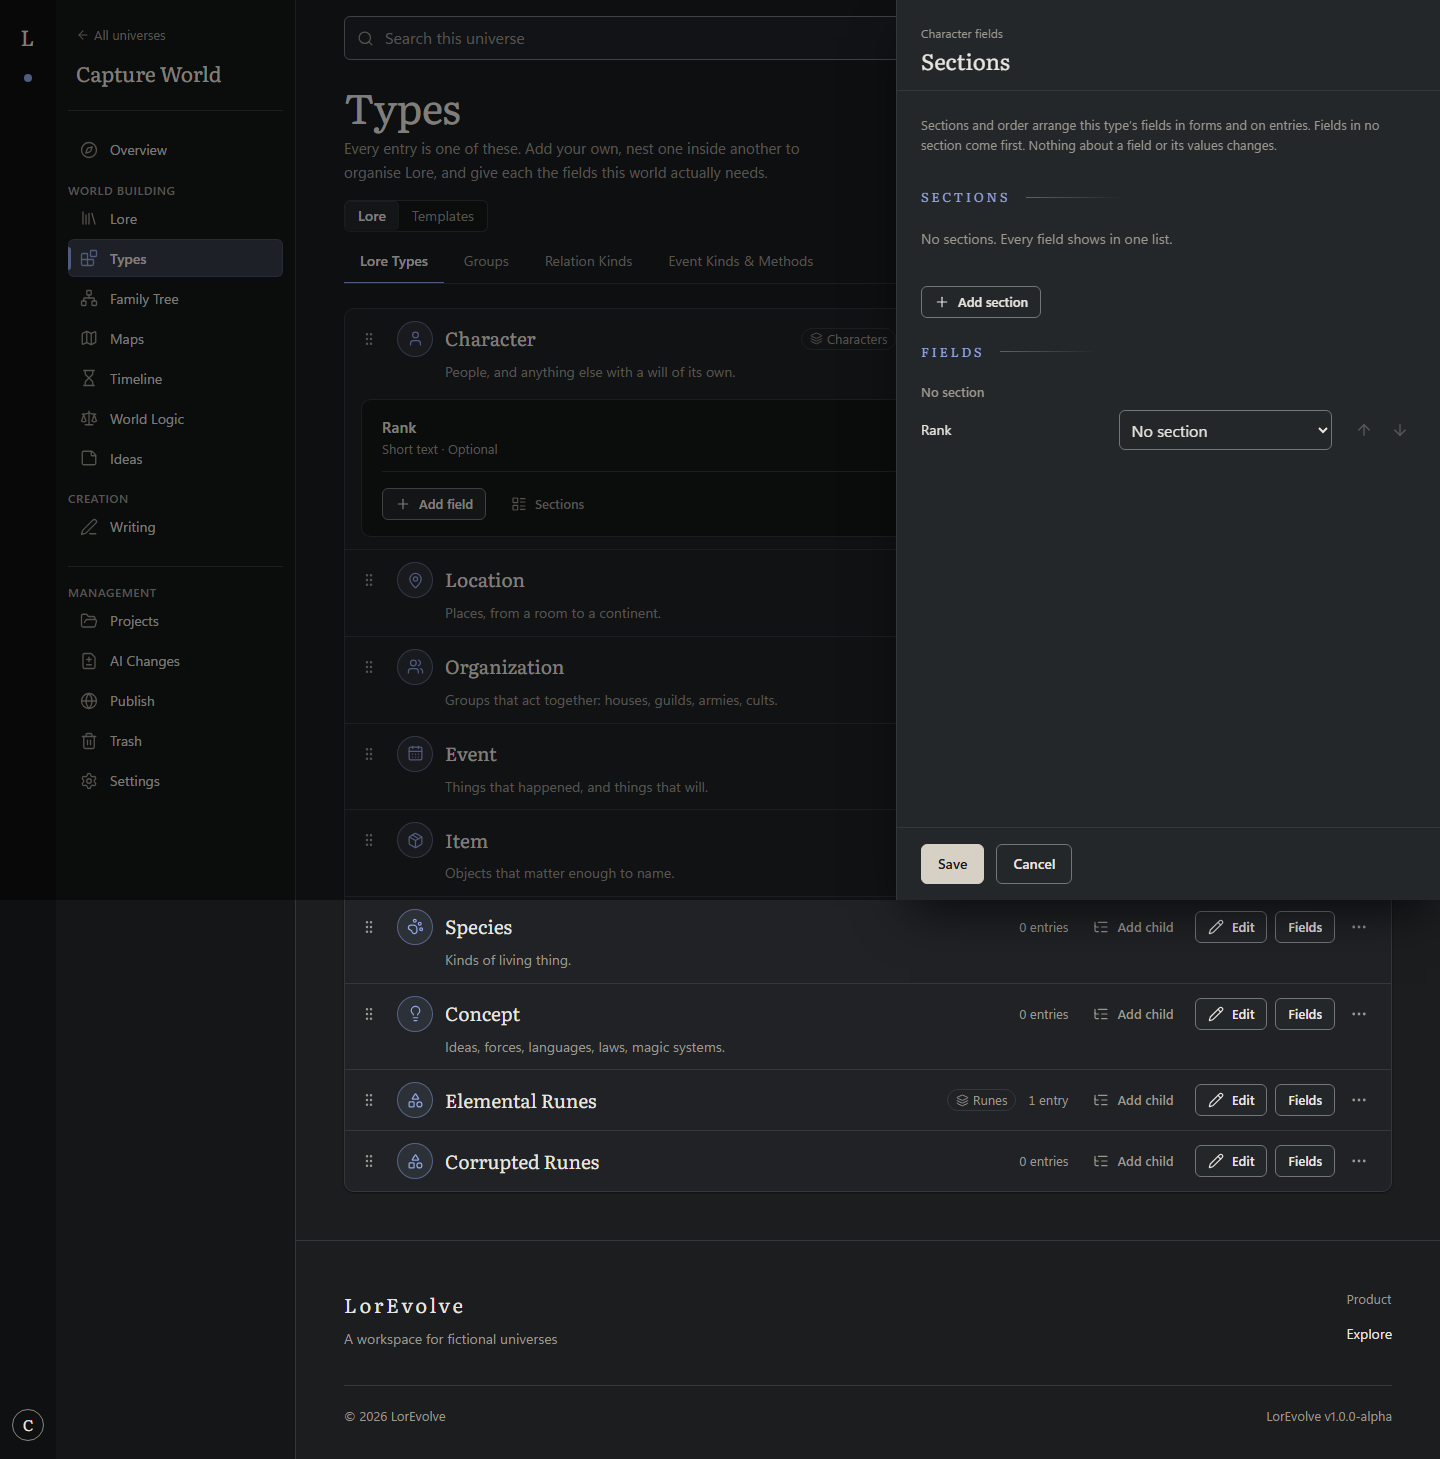 L
All universes
Capture World
Overview
WORLD BUILDING
Lore
Types
Family Tree
Maps
Timeline
World Logic
Ideas
CREATION
Writing
MANAGEMENT
Projects
AI Changes
Publish
Trash
Settings
C
Search this universe
Types
Every entry is one of these. Add your own, nest one inside another to
organise Lore, and give each the fields this world actually needs.
Lore Templates
Lore Types Groups Relation Kinds Event Kinds & Methods
Character Characters
People, and anything else with a will of its own.
Rank
Short text · Optional
Add field Sections
Location
Places, from a room to a continent.
Organization
Groups that act together: houses, guilds, armies, cults.
Event
Things that happened, and things that will.
Item
Objects that matter enough to name.
Species 0 entries Add child Edit Fields
Kinds of living thing.
Concept 0 entries Add child Edit Fields
Ideas, forces, languages, laws, magic systems.
Elemental Runes Runes 1 entry Add child Edit Fields
Corrupted Runes 0 entries Add child Edit Fields
Character fields
Sections
Sections and order arrange this type's fields in forms and on entries. Fields in no
section come first. Nothing about a field or its values changes.
SECTIONS
No sections. Every field shows in one list.
Add section
FIELDS
No section
Rank No section
Save Cancel
LorEvolve
A workspace for fictional universes
Product
Explore
© 2026 LorEvolve
LorEvolve v1.0.0-alpha